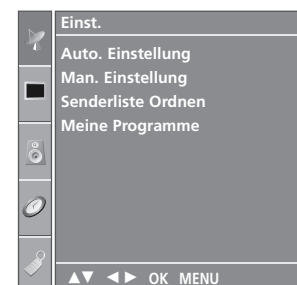 Einst.
Auto. Einstellung
Man. Einstellung
Senderliste Ordnen
Meine Programme
▲▼ ◄► OK MENU